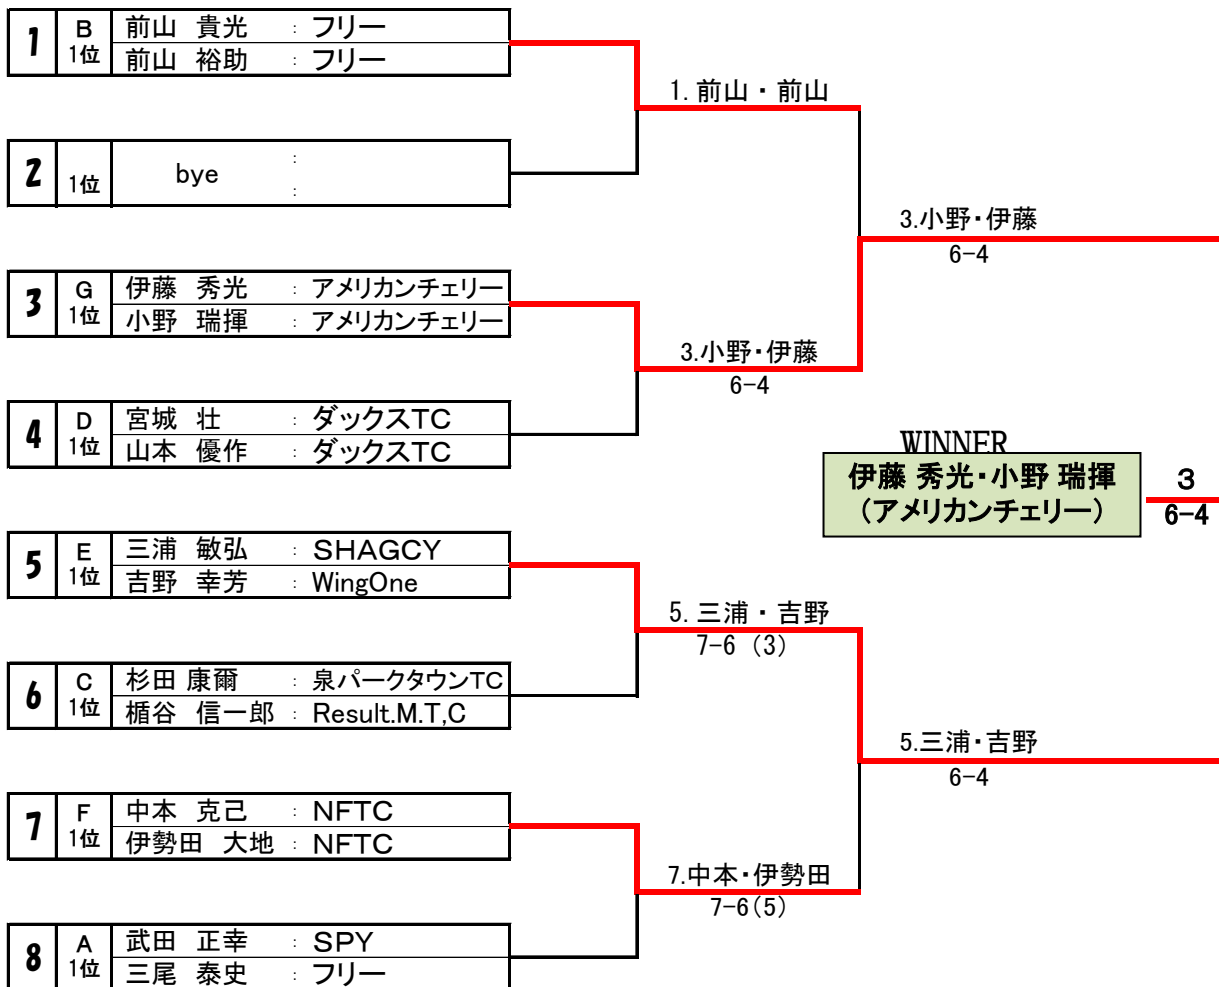 1 B 1位 前山 貴光 : フリー
前山 裕助 : フリー
1. 前山・前山
2 1位 bye :
:
3.小野・伊藤
6-4
3 G 1位 伊藤 秀光 : アメリカンチェリー
小野 瑞揮 : アメリカンチェリー
3.小野・伊藤
6-4
4 D 1位 宮城 壮 : ダックスTC
山本 優作 : ダックスTC
WINNER
伊藤 秀光・小野 瑞揮
（アメリカンチェリー）
3
6-4
5 E 1位 三浦 敏弘 : SHAGCY
吉野 幸芳 : WingOne
5. 三浦・吉野
7-6 (3)
6 C 1位 杉田 康爾 : 泉パークタウンTC
楯谷 信一郎 : Result.M.T,C
5.三浦・吉野
6-4
7 F 1位 中本 克己 : NFTC
伊勢田 大地 : NFTC
7.中本・伊勢田
7-6(5)
8 A 1位 武田 正幸 : SPY
三尾 泰史 : フリー